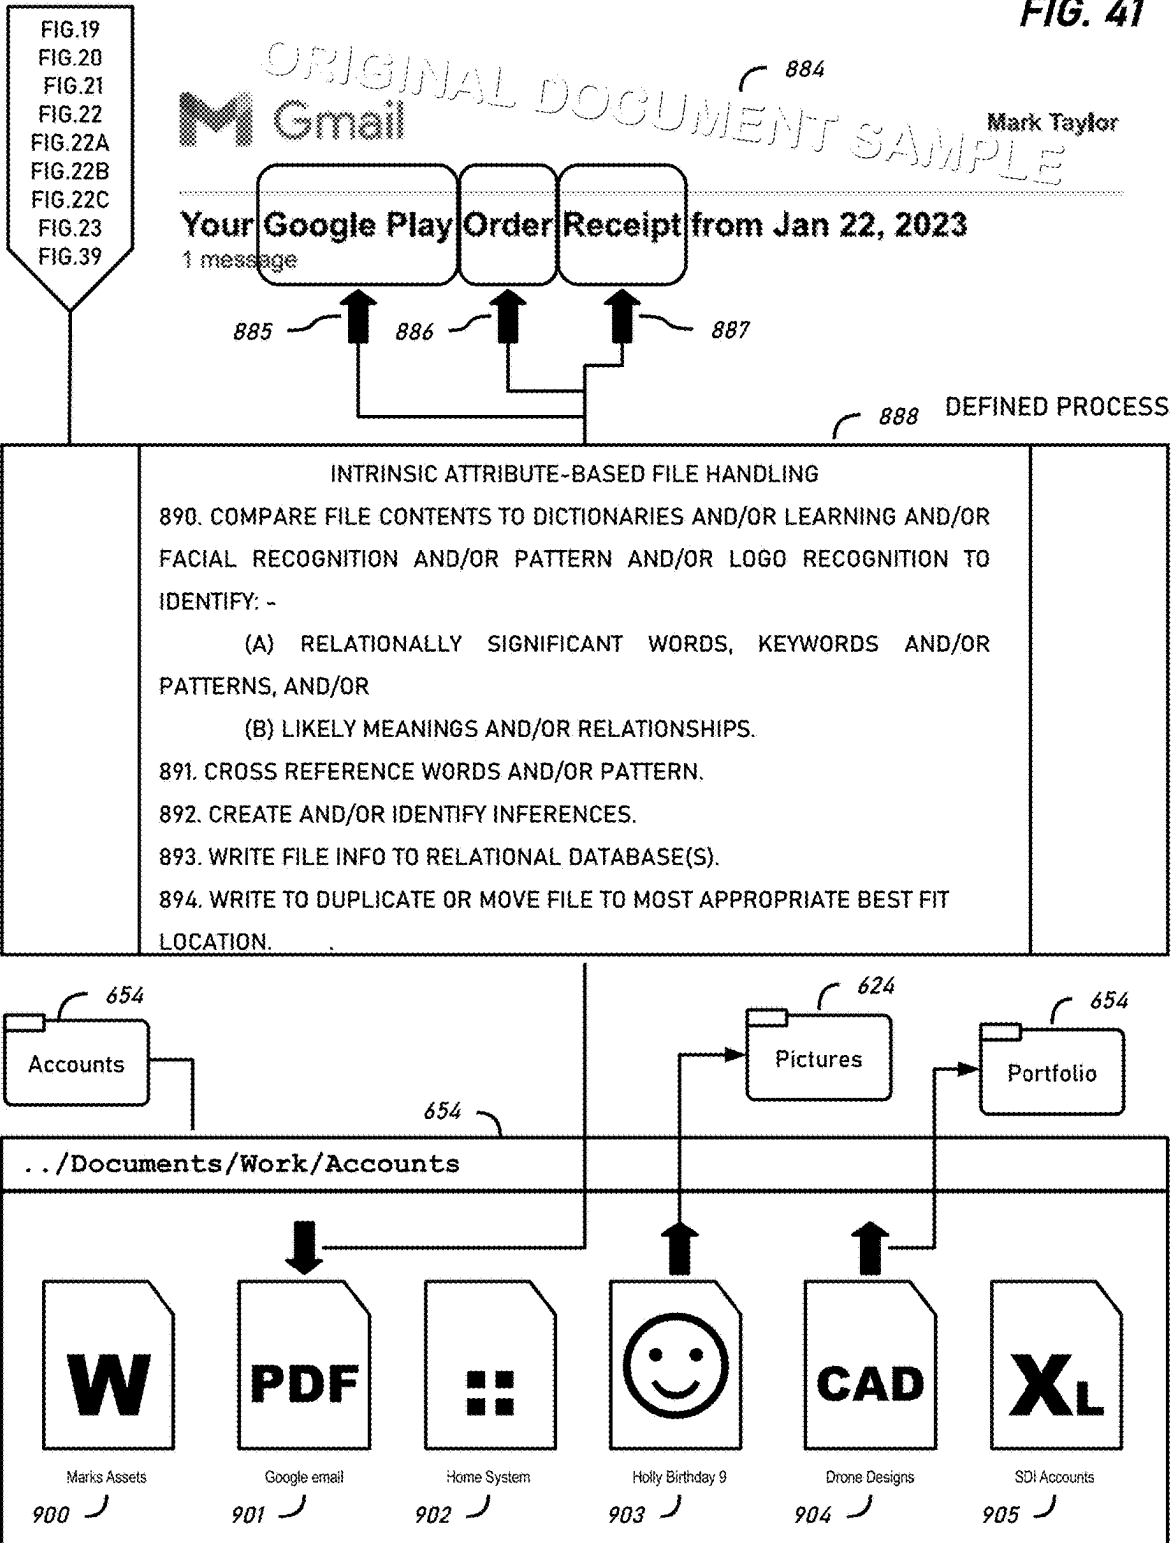 FIG. 41
FIG.19
FIG.20
FIG.21
FIG.22
FIG.22A
FIG.22B
FIG.22C
FIG.23
FIG.39
ORIGINAL DOCUMENT SAMPLE
884
Gmail
Mark Taylor
Your Google Play Order Receipt from Jan 22, 2023
1 message
885 886 887
888 DEFINED PROCESS
INTRINSIC ATTRIBUTE-BASED FILE HANDLING
890. COMPARE FILE CONTENTS TO DICTIONARIES AND/OR LEARNING AND/OR
FACIAL RECOGNITION AND/OR PATTERN AND/OR LOGO RECOGNITION TO
IDENTIFY: -
(A) RELATIONALLY SIGNIFICANT WORDS, KEYWORDS AND/OR
PATTERNS, AND/OR
(B) LIKELY MEANINGS AND/OR RELATIONSHIPS.
891. CROSS REFERENCE WORDS AND/OR PATTERN.
892. CREATE AND/OR IDENTIFY INFERENCES.
893. WRITE FILE INFO TO RELATIONAL DATABASE(S).
894. WRITE TO DUPLICATE OR MOVE FILE TO MOST APPROPRIATE BEST FIT
LOCATION. .
654 624 654
Accounts Pictures Portfolio
654
../Documents/Work/Accounts
W PDF :: CAD XL
Marks Assets Google email Home System Holly Birthday 9 Drone Designs SDI Accounts
900 901 902 903 904 905